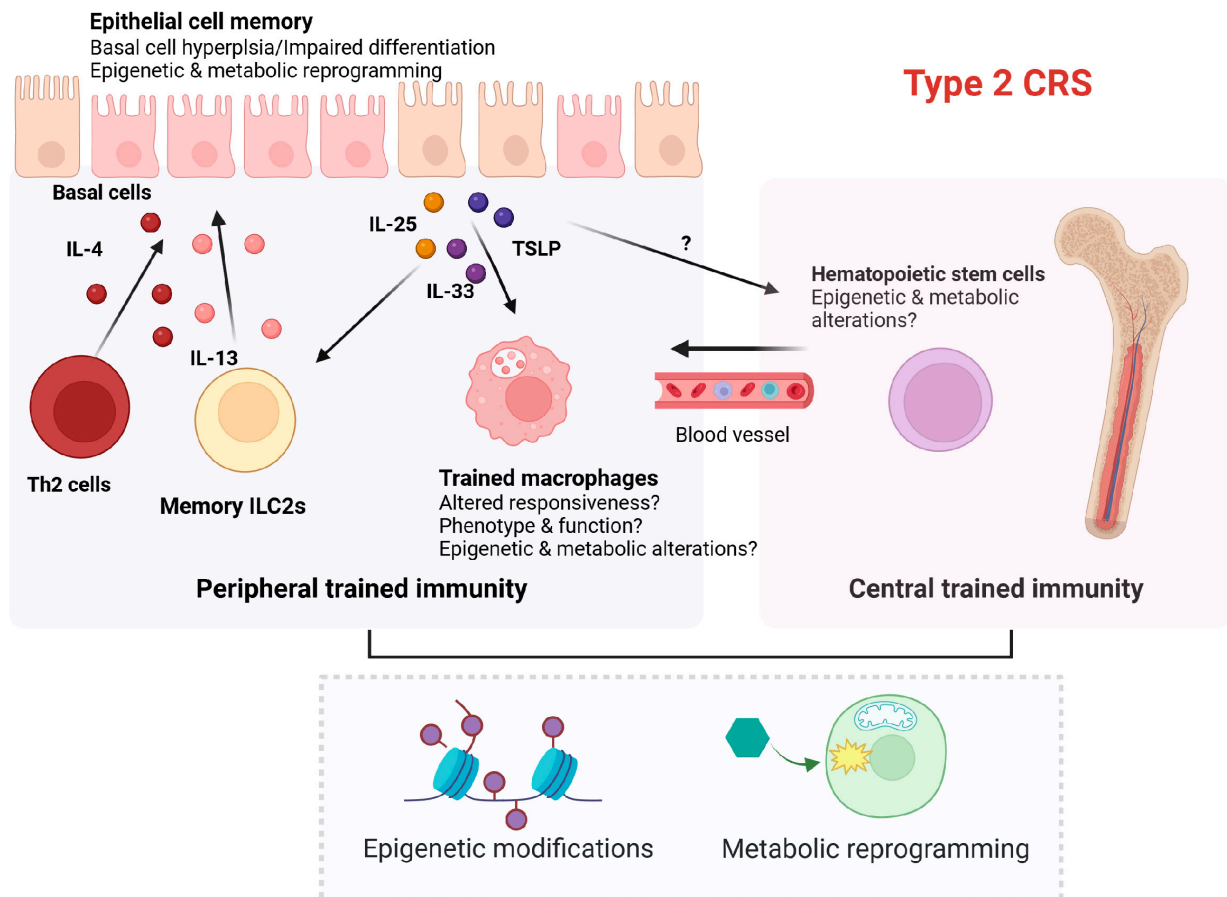 Epithelial cell memory
Basal cell hyperplsia/Impaired differentiation
Epigenetic & metabolic reprogramming
Type 2 CRS
Basal cells
IL-4
IL-13
IL-25
TSLP
IL-33
?
Hematopoietic stem cells
Epigenetic & metabolic
alterations?
Blood vessel
Th2 cells
Memory ILC2s
Trained macrophages
Altered responsiveness?
Phenotype & function?
Epigenetic & metabolic alterations?
Peripheral trained immunity
Central trained immunity
Epigenetic modifications
Metabolic reprogramming